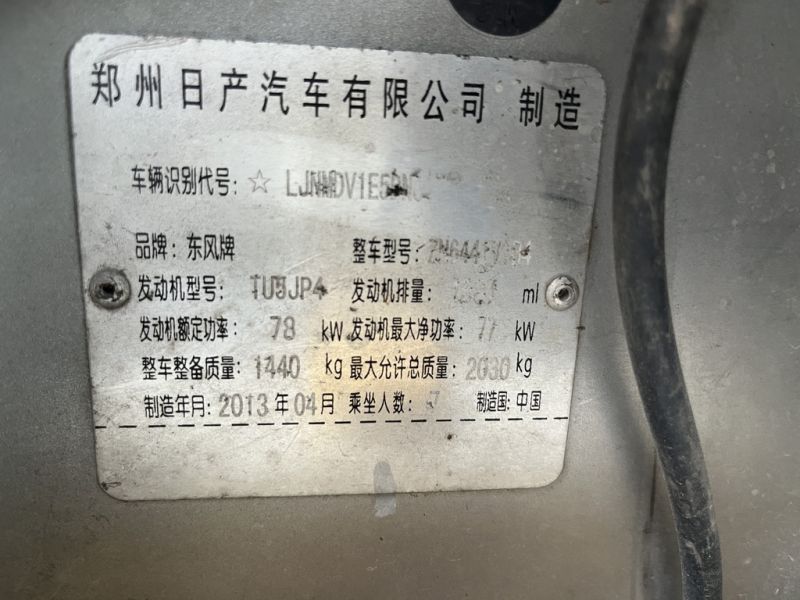 郑州日产汽车有限公司 制造
车辆识别代号: ☆
品牌: 东风牌 整车型号:
发动机型号: TU5JP4 发动机排量: ml
发动机额定功率: 78 kW 发动机最大净功率: 77 kW
整车整备质量: 1440 kg 最大允许总质量: 2030 kg
制造年月: 2013 年 04 月 乘坐人数: 7 制造国: 中国